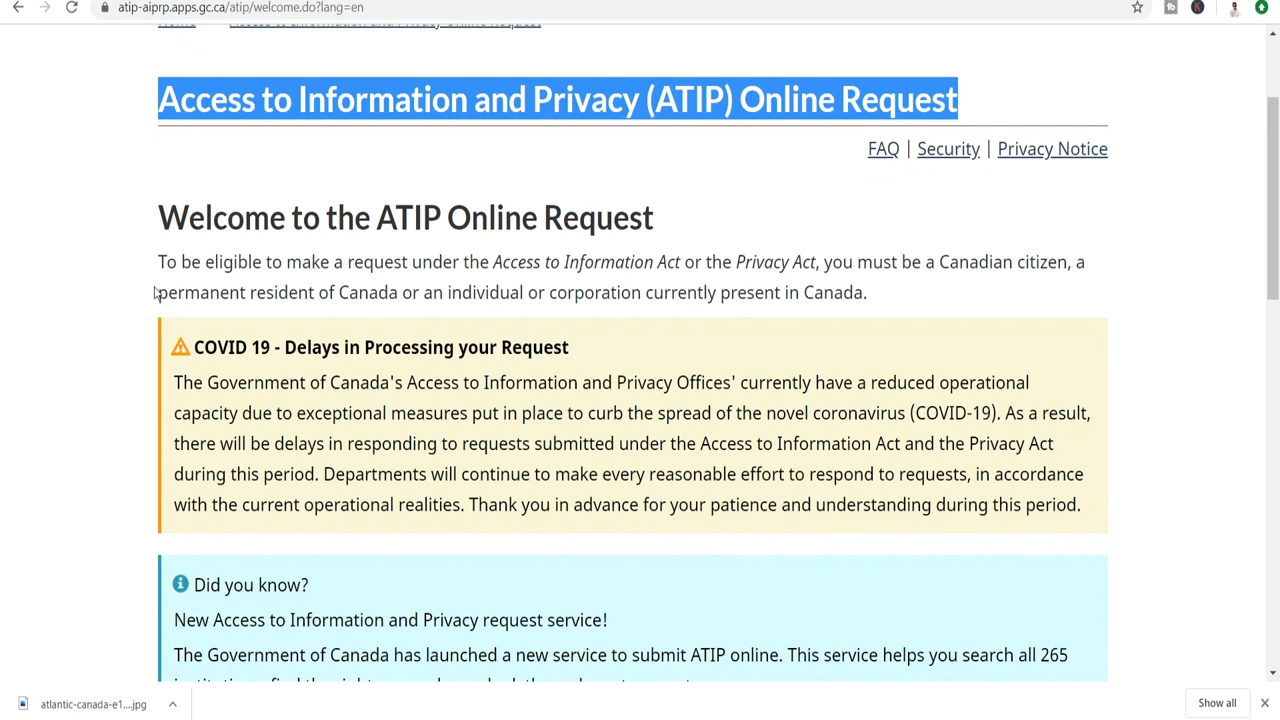 atip-aiprp.apps.gc.ca/atip/welcome.do?lang=en
Access to Information and Privacy (ATIP) Online Request
FAQ | Security | Privacy Notice
Welcome to the ATIP Online Request
To be eligible to make a request under the Access to Information Act or the Privacy Act, you must be a Canadian citizen, a
permanent resident of Canada or an individual or corporation currently present in Canada.
COVID 19 - Delays in Processing your Request
The Government of Canada's Access to Information and Privacy Offices' currently have a reduced operational
capacity due to exceptional measures put in place to curb the spread of the novel coronavirus (COVID-19). As a result,
there will be delays in responding to requests submitted under the Access to Information Act and the Privacy Act
during this period. Departments will continue to make every reasonable effort to respond to requests, in accordance
with the current operational realities. Thank you in advance for your patience and understanding during this period.
Did you know?
New Access to Information and Privacy request service!
The Government of Canada has launched a new service to submit ATIP online. This service helps you search all 265
atlantic-canada-e1....jpg
Show all